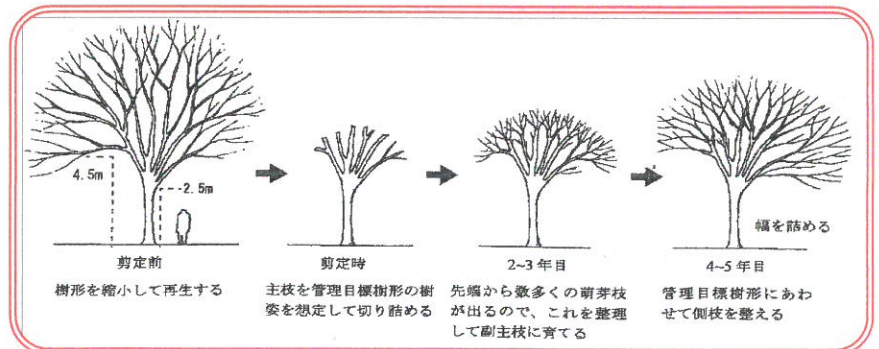 4.5m
2.5m
幅を詰める
剪定前
樹形を縮小して再生する
剪定時
主枝を管理目標樹形の樹
姿を想定して切り詰める
2~3年目
先端から数多くの萌芽枝
が出るので、これを整理
して副主枝に育てる
4~5年目
管理目標樹形にあわ
せて側枝を整える